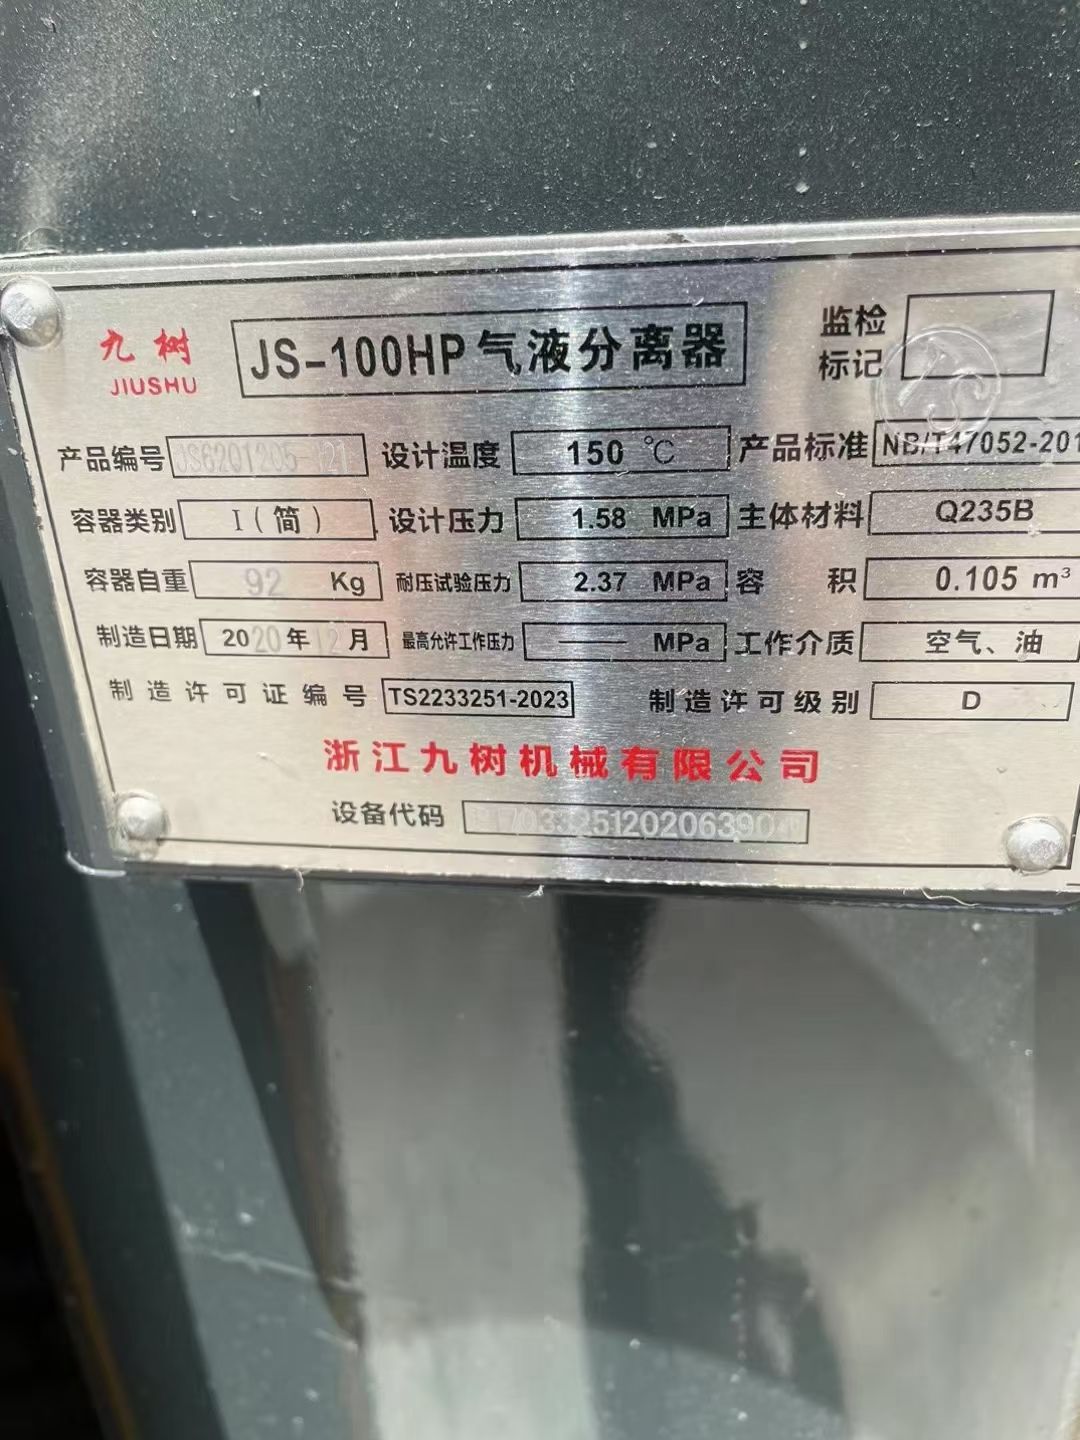 九树
JIUSHU
JS-100HP气液分离器
监检
标记
产品编号 设计温度 150 ℃ 产品标准 NB/T47052-201
容器类别 I(简) 设计压力 1.58 MPa 主体材料 Q235B
容器自重 92 Kg 耐压试验压力 2.37 MPa 容 积 0.105 m³
制造日期 2020年12月 最高允许工作压力 —— MPa 工作介质 空气、油
制造许可证编号 TS2233251-2023 制造许可级别 D
浙江九树机械有限公司
设备代码